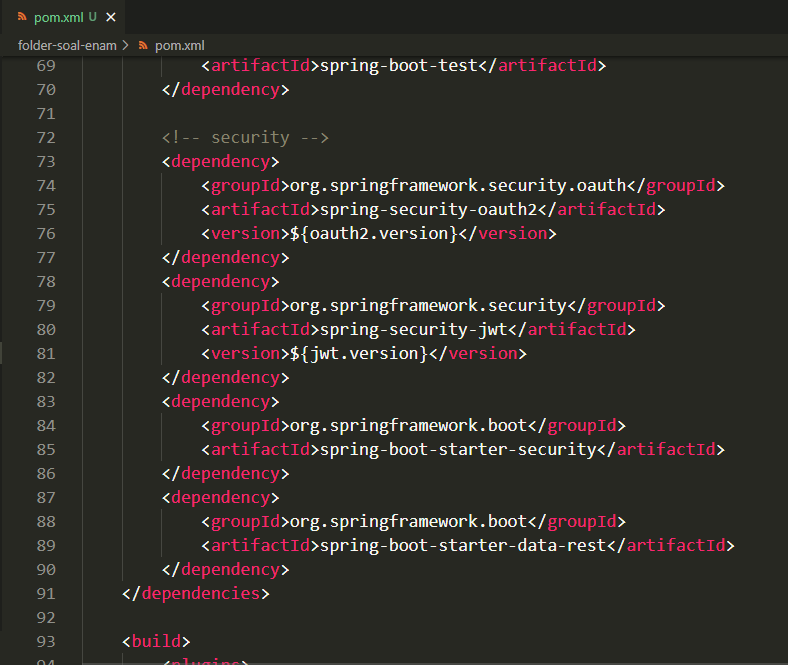 pom.xml U ×
folder-soal-enam > pom.xml
69 <artifactId>spring-boot-test</artifactId>
70 </dependency>
71
72 <!-- security -->
73 <dependency>
74 <groupId>org.springframework.security.oauth</groupId>
75 <artifactId>spring-security-oauth2</artifactId>
76 <version>${oauth2.version}</version>
77 </dependency>
78 <dependency>
79 <groupId>org.springframework.security</groupId>
80 <artifactId>spring-security-jwt</artifactId>
81 <version>${jwt.version}</version>
82 </dependency>
83 <dependency>
84 <groupId>org.springframework.boot</groupId>
85 <artifactId>spring-boot-starter-security</artifactId>
86 </dependency>
87 <dependency>
88 <groupId>org.springframework.boot</groupId>
89 <artifactId>spring-boot-starter-data-rest</artifactId>
90 </dependency>
91 </dependencies>
92
93 <build>
94 <plugins>